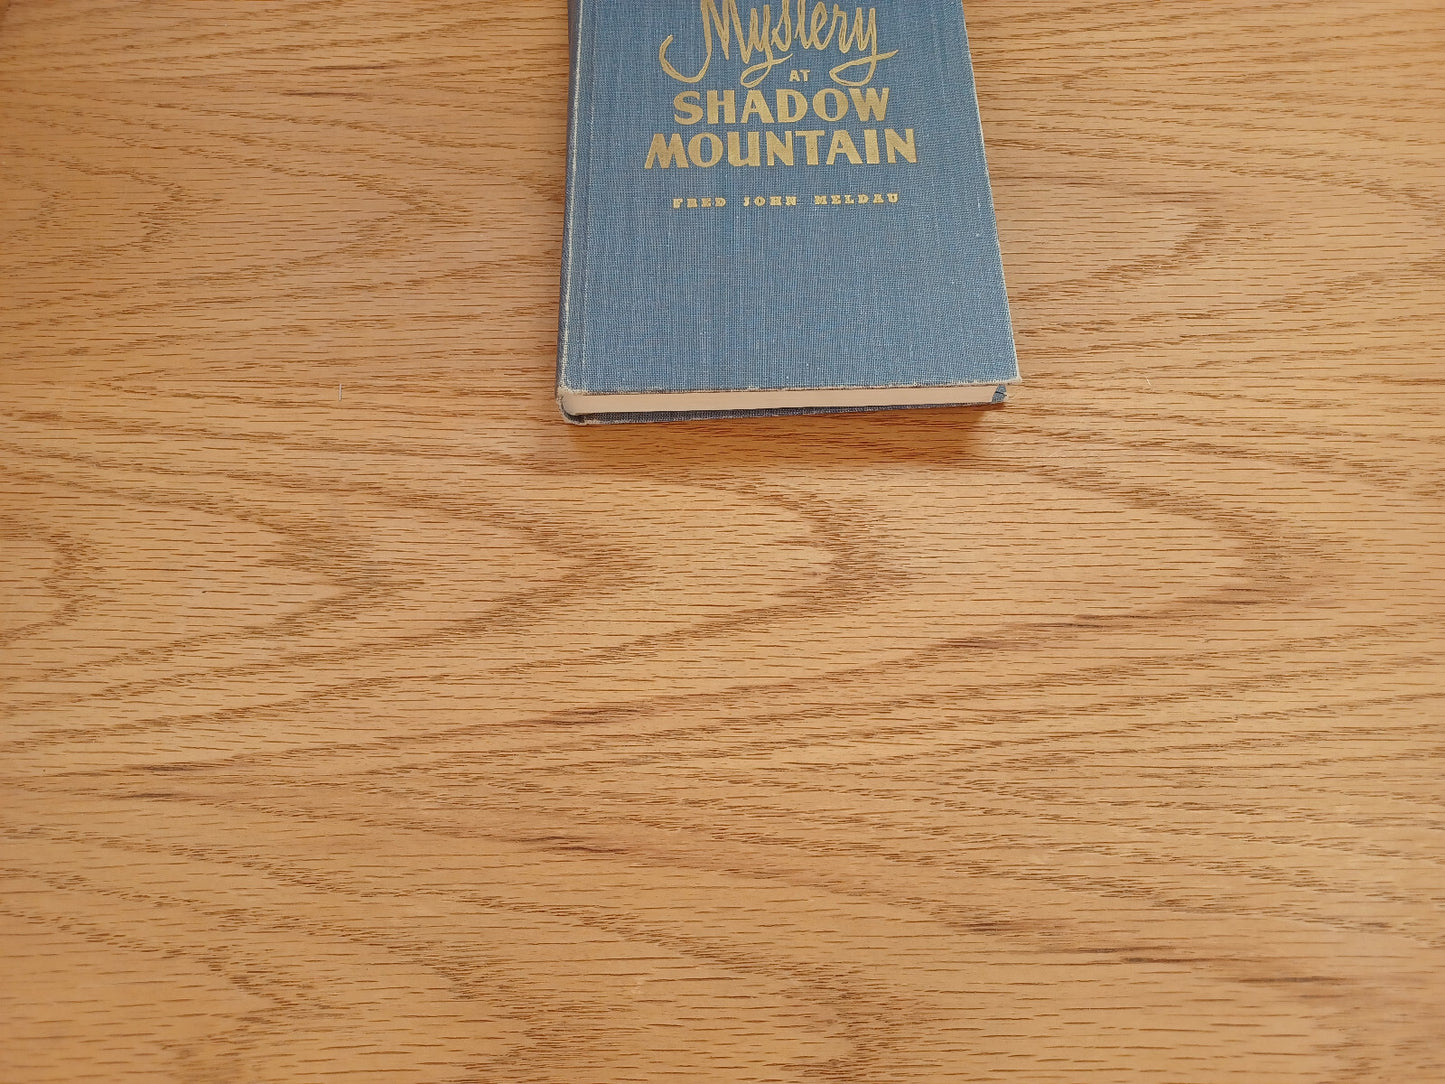 Mystery
AT
SHADOW
MOUNTAIN
FRED JOHN MELDAU